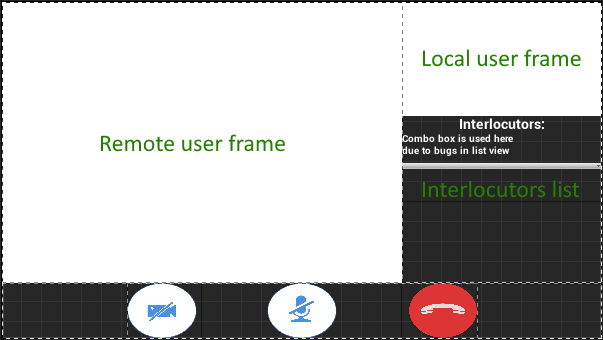 Local user frame
Remote user frame
Interlocutors:
Combo box is used here
due to bugs in list view
Interlocutors list